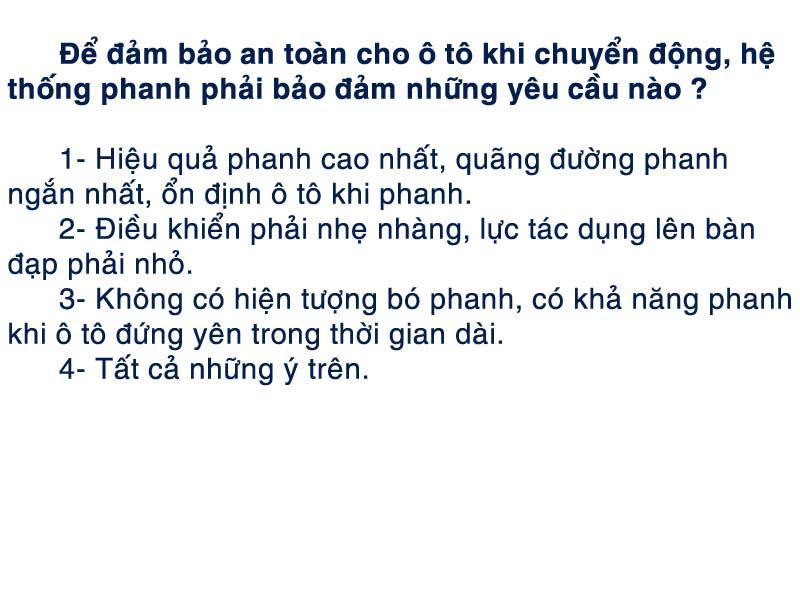 Để đảm bảo an toàn cho ô tô khi chuyển động, hệ
thống phanh phải bảo đảm những yêu cầu nào ?
1- Hiệu quả phanh cao nhất, quãng đường phanh
ngắn nhất, ổn định ô tô khi phanh.
2- Điều khiển phải nhẹ nhàng, lực tác dụng lên bàn
đạp phải nhỏ.
3- Không có hiện tượng bó phanh, có khả năng phanh
khi ô tô đứng yên trong thời gian dài.
4- Tất cả những ý trên.